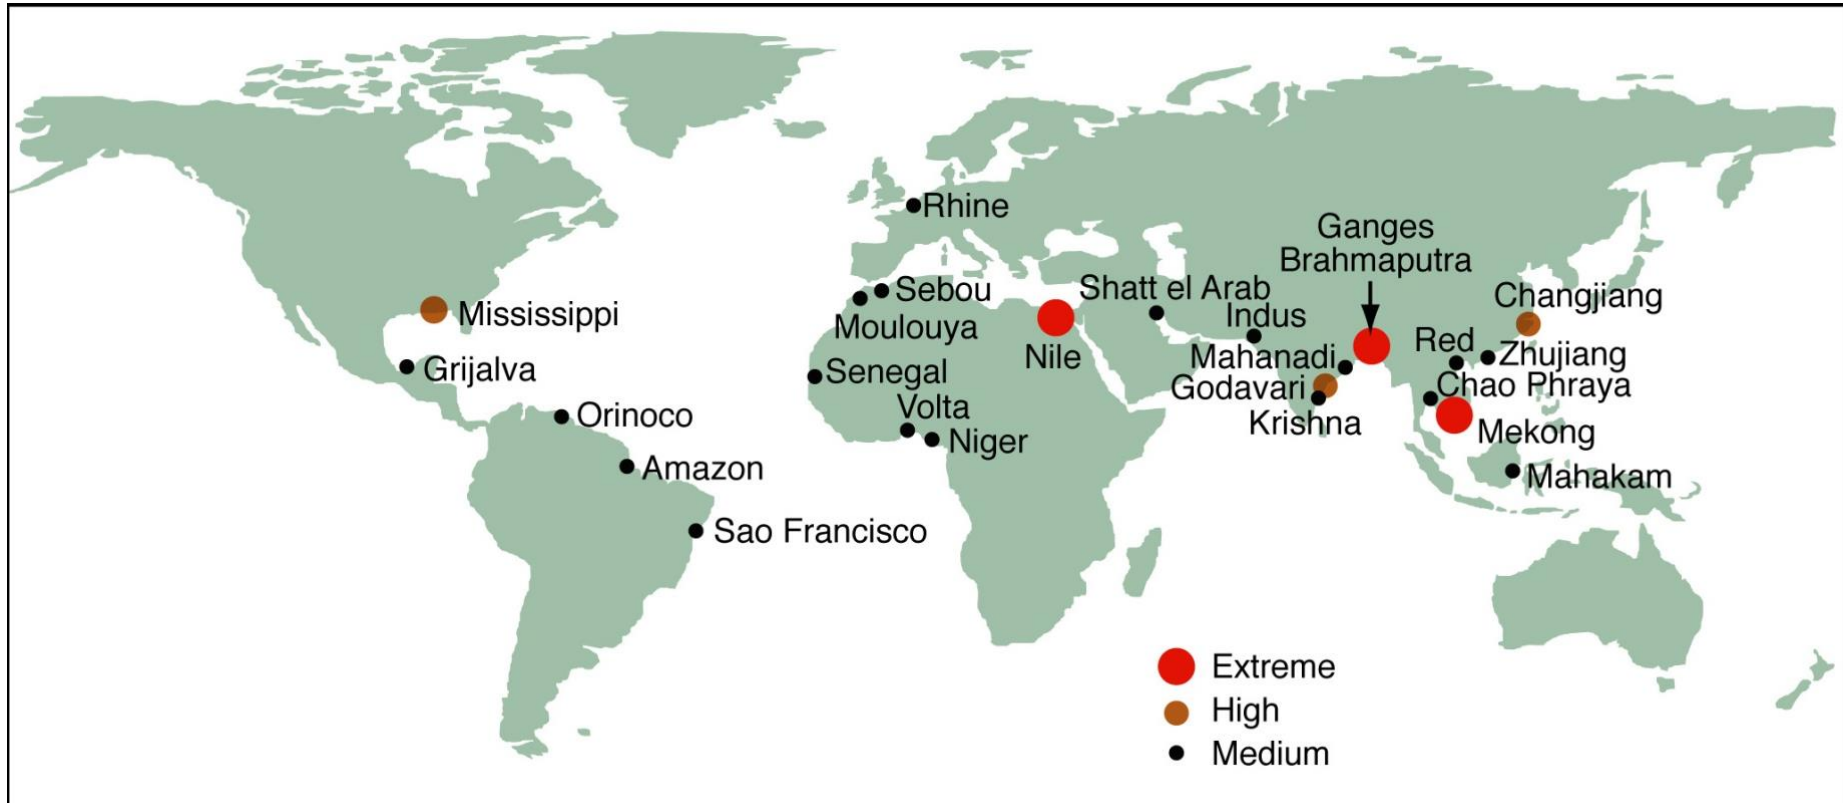 Rhine
Ganges
Brahmaputra
Sebou
Shatt el Arab
Changjiang
Mississippi
Moulouya
Indus
Nile
Red
Mahanadi
Zhujiang
Grijalva
Senegal
Godavari
Chao Phraya
Volta
Orinoco
Krishna
Niger
Mekong
Amazon
Mahakam
Sao Francisco
Extreme
High
Medium